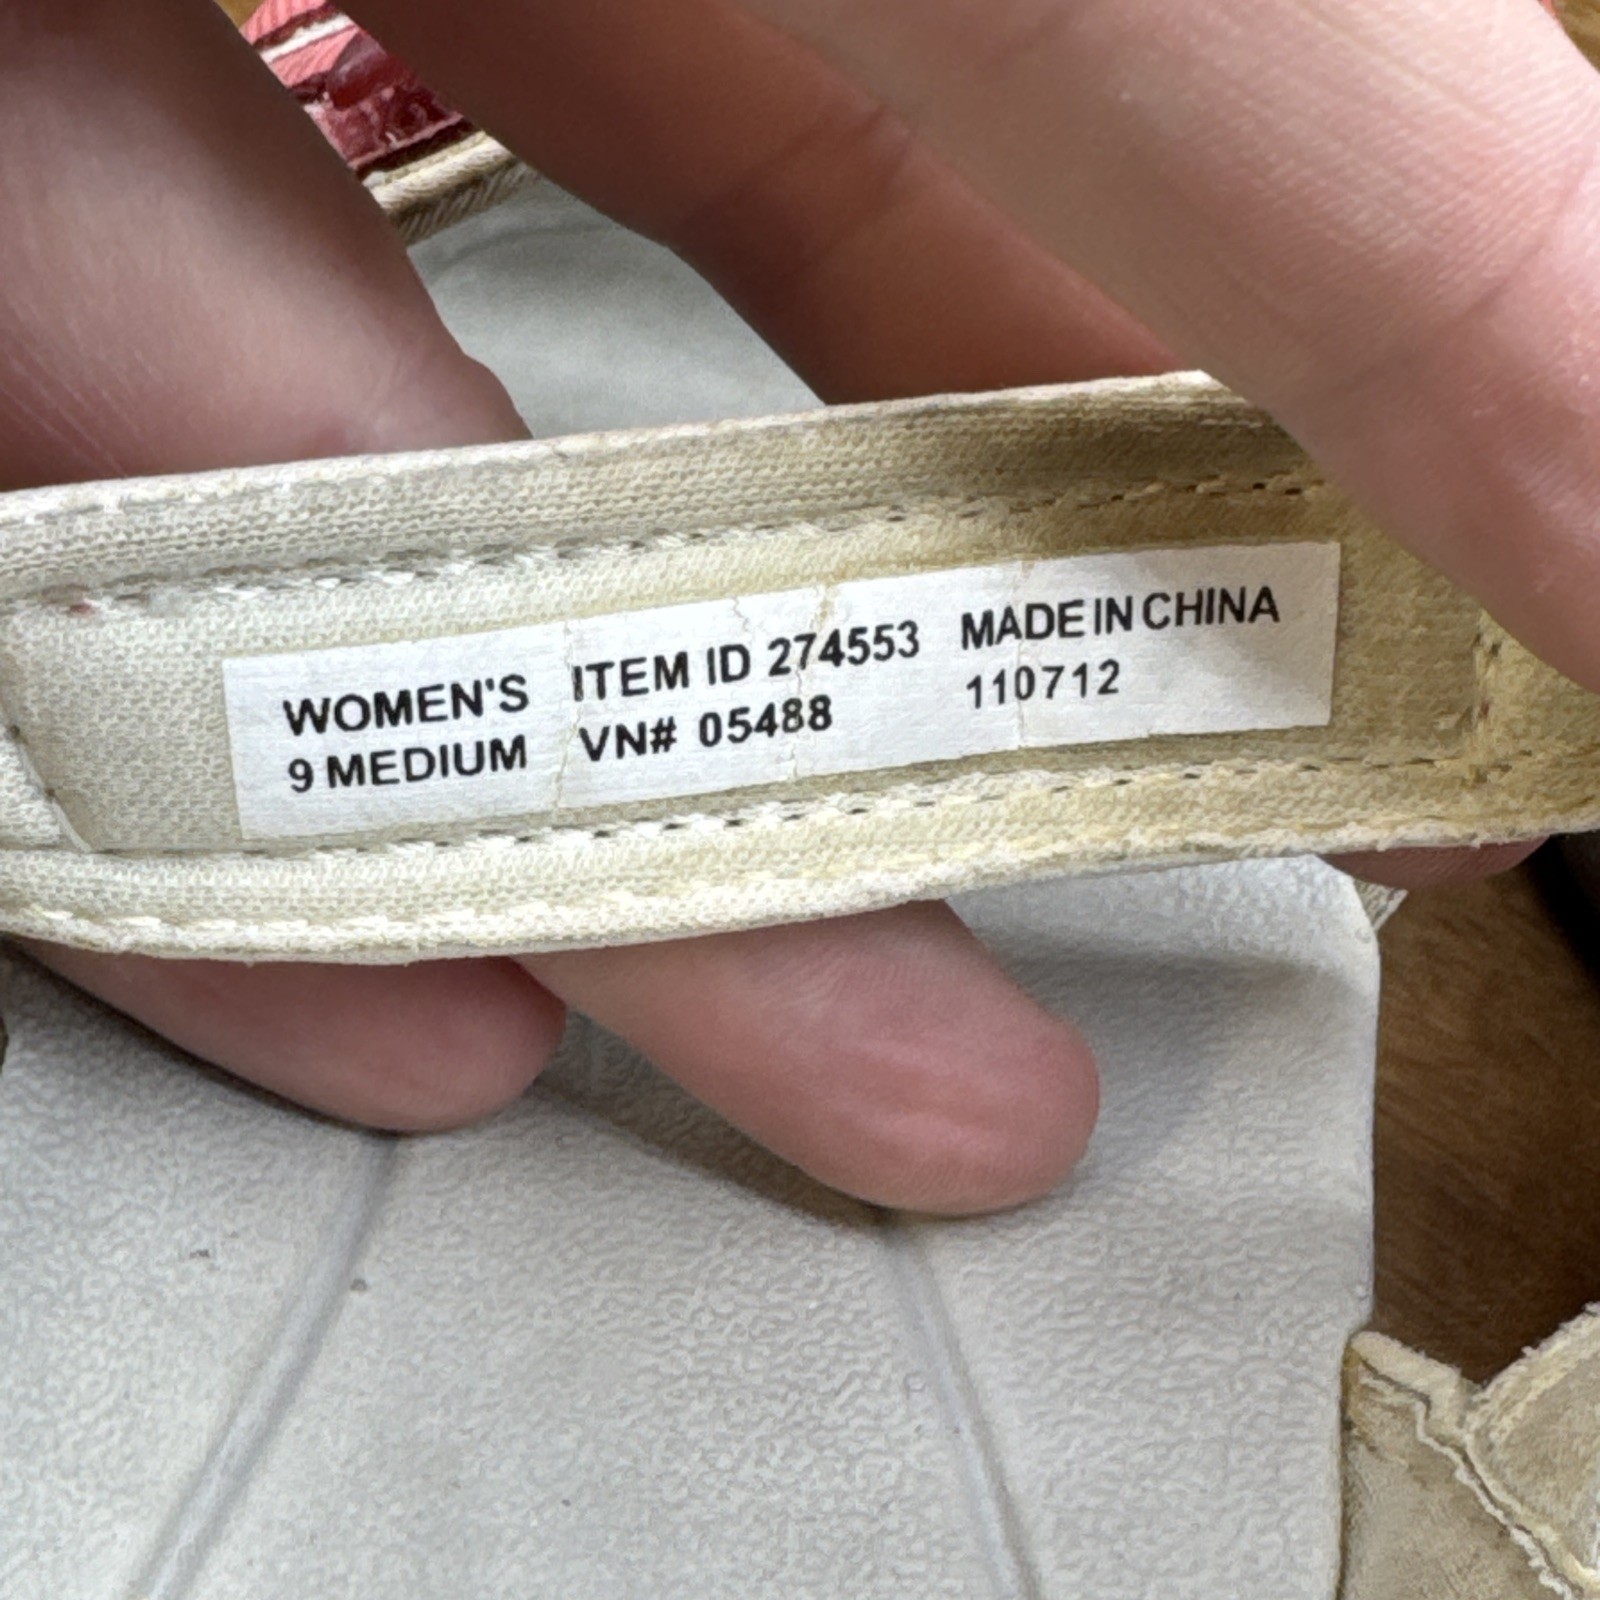 WOMEN'S
9 MEDIUM
ITEM ID 274553
VN# 05488
MADE IN CHINA
110712